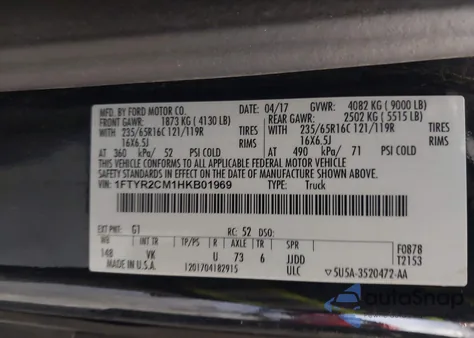 MFD. BY FORD MOTOR CO. 04/17 GVWR: 4082 KG ( 9000 LB)
FRONT GAWR: 1873 KG ( 4130 LB) REAR GAWR: 2502 KG ( 5515 LB)
WITH 235/65R16C 121/119R TIRES WITH 235/65R16C 121/119R TIRES
16X6.5J RIMS 16X6.5J
AT 360 kPa/ 52 PSI COLD AT 490 kPa/ 71 PSI COLD
THIS VEHICLE CONFORMS TO ALL APPLICABLE FEDERAL MOTOR VEHICLE
SAFETY STANDARDS IN EFFECT ON THE DATE OF MANUFACTURE SHOWN ABOVE.
VIN: 1FTYR2CM1HKB01969 TYPE: Truck
EXT PNT: G1 RC: 52 DSO:
WB INT TR TP/PS R AXLE TR SPR F0878
148 VK U 73 6 JJDD T2153
MADE IN U.S.A. 1201704182915 ULC ▽SU5A-3520472-AA
autoSnap